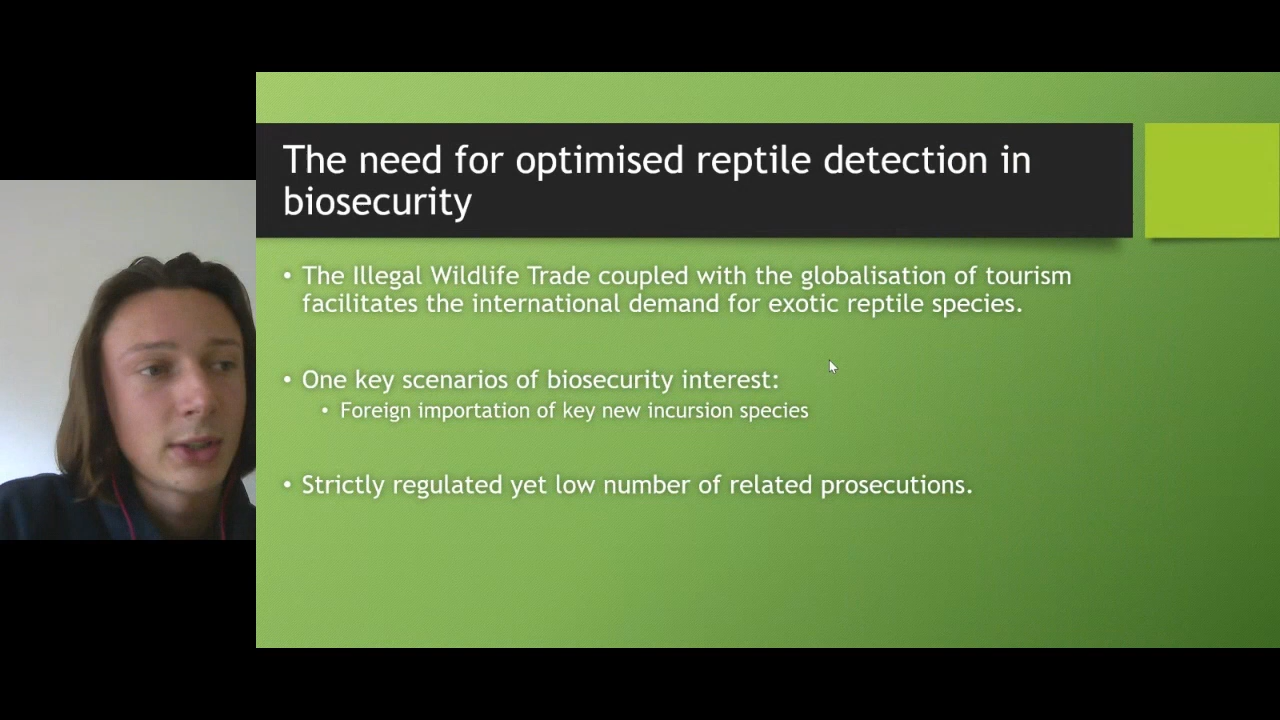 The need for optimised reptile detection in
biosecurity
• The Illegal Wildlife Trade coupled with the globalisation of tourism
facilitates the international demand for exotic reptile species.
• One key scenarios of biosecurity interest:
• Foreign importation of key new incursion species
• Strictly regulated yet low number of related prosecutions.